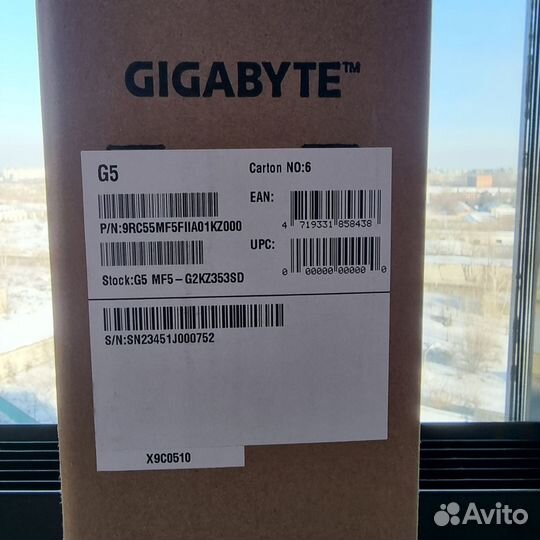 GIGABYTE™
G5
Carton NO:6
EAN:
4 719331 858438
P/N:9RC55MF5FIIA01KZ000
UPC:
0 00000 00000 0
Stock:G5 MF5-G2KZ353SD
S/N:SN23451J000752
X9C0510
Avito